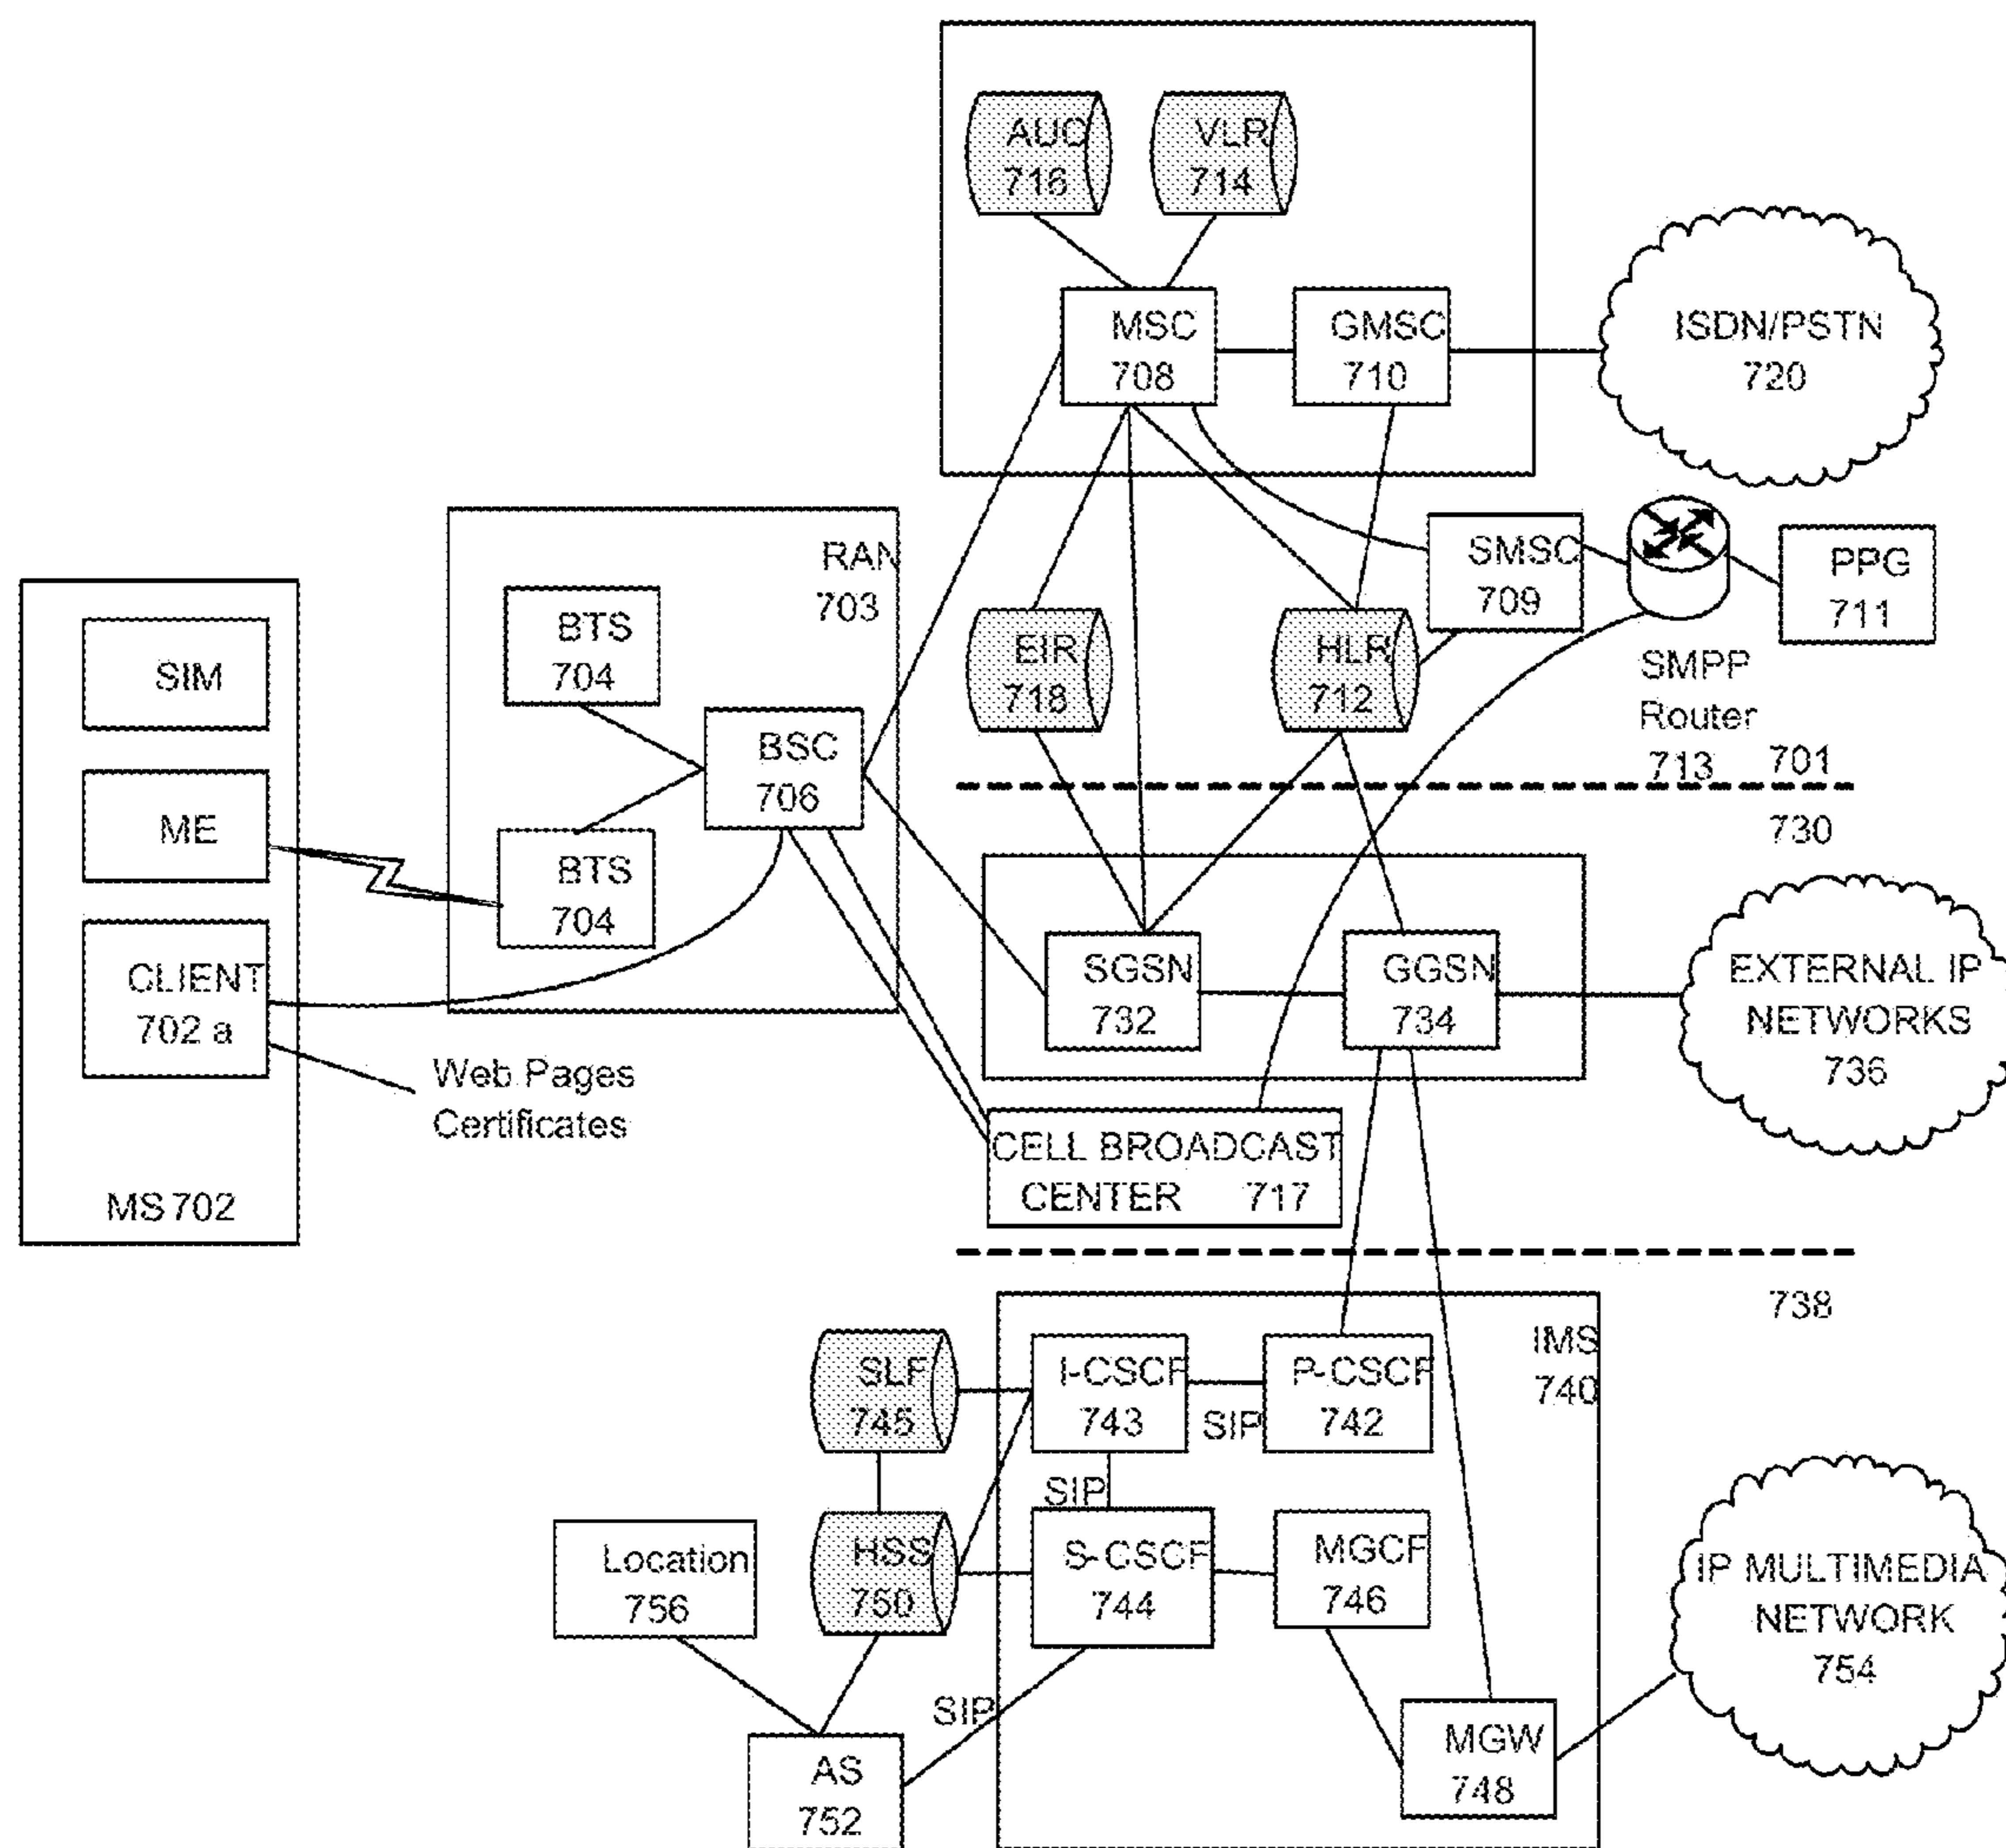 AUC
716
VLR
714
MSC
708
GMSC
710
ISDN/PSTN
720
RAN
703
BTS
704
BSC
706
BTS
704
SIM
ME
CLIENT
702 a
MS 702
Web Pages
Certificates
EIR
718
HLR
712
SMSC
709
PPG
711
SMPP
Router
713
701
730
SGSN
732
GGSN
734
EXTERNAL IP
NETWORKS
736
CELL BROADCAST
CENTER 717
738
IMS
740
SLF
745
I-CSCF
743
SIP
P-CSCF
742
SIP
Location
756
HSS
750
S-CSCF
744
MGCF
746
IP MULTIMEDIA
NETWORK
754
SIP
AS
752
MGW
748